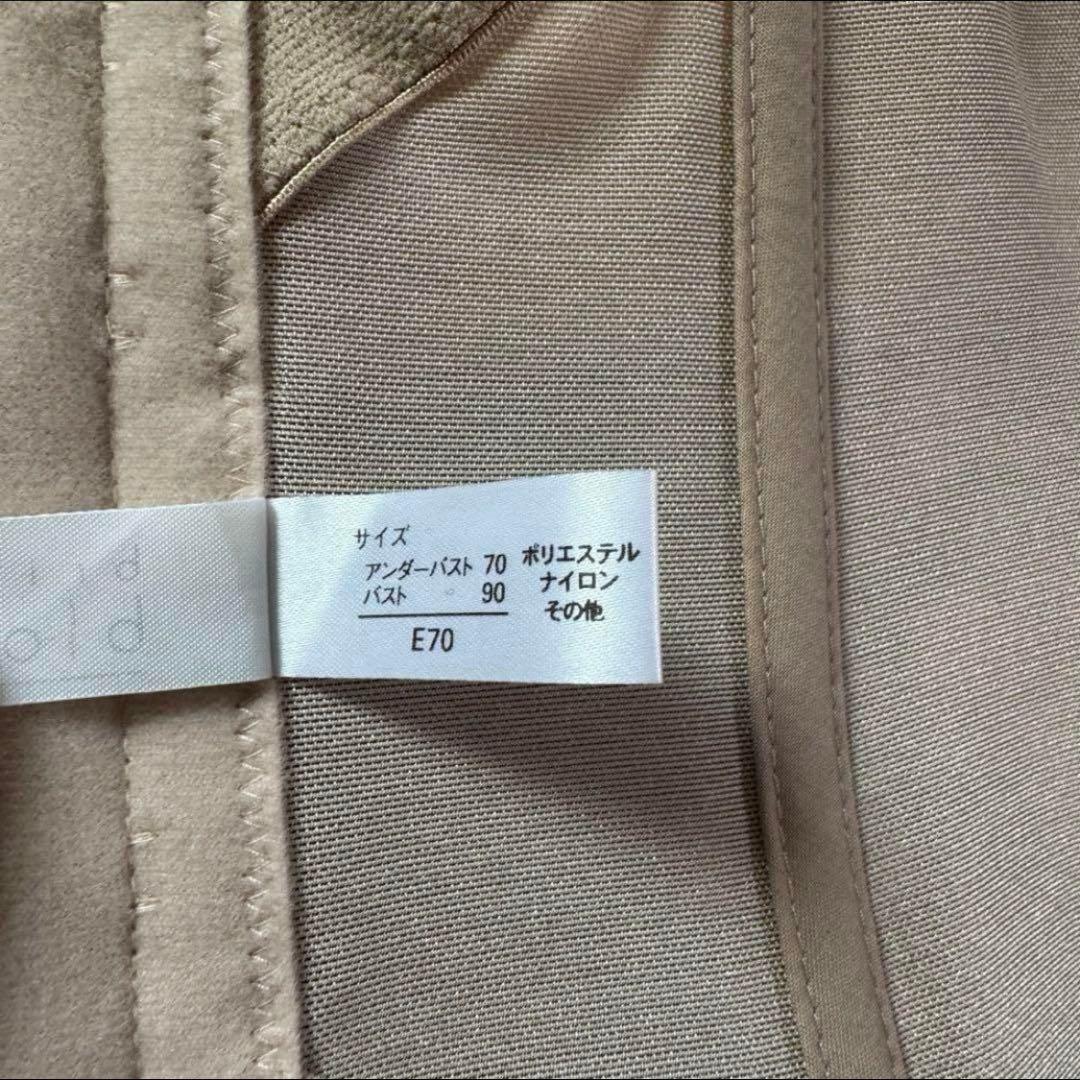 サイズ
アンダーバスト 70
バスト 90
E70
ポリエステル
ナイロン
その他